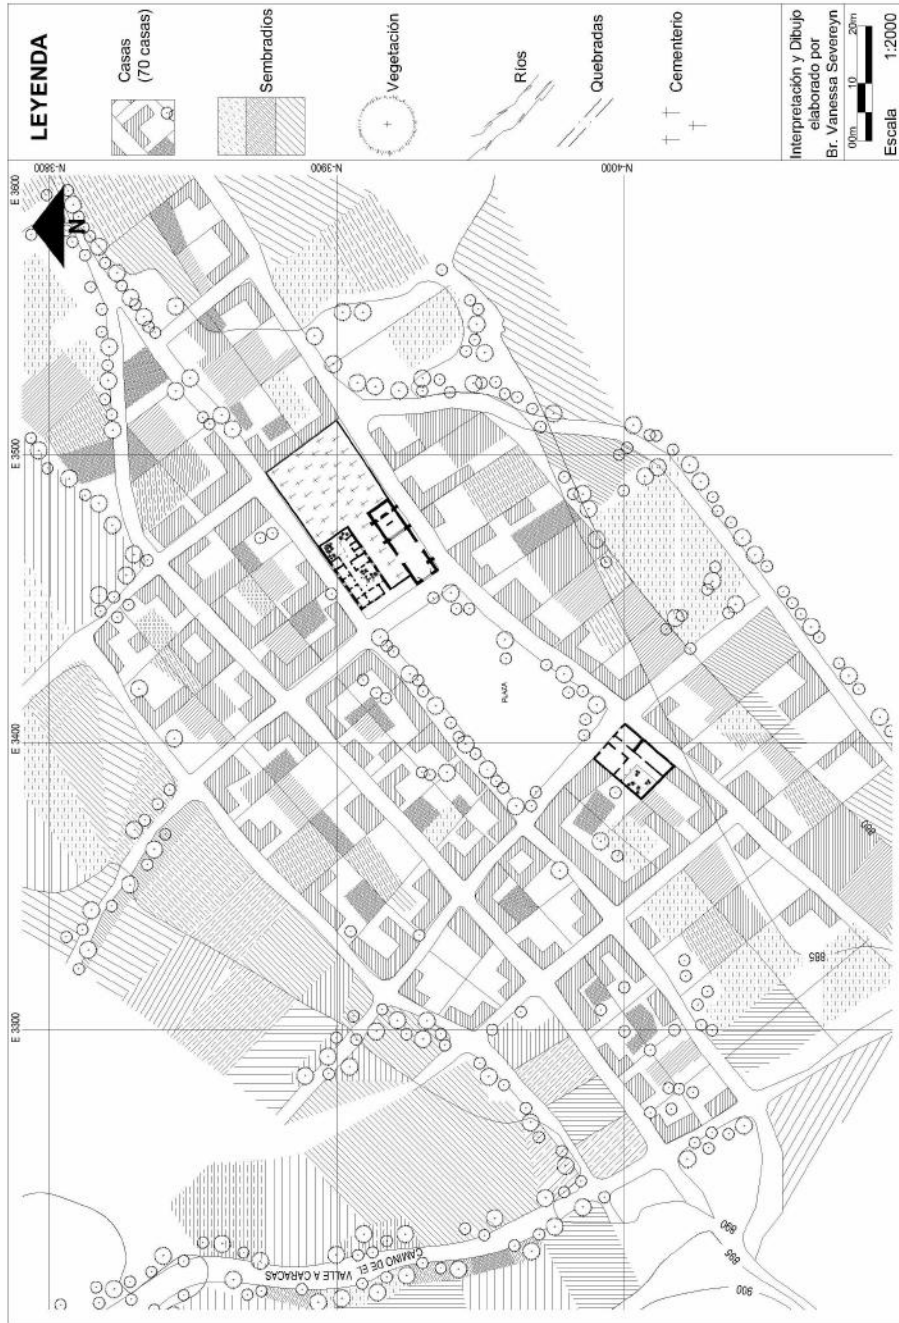 LEYENDA
Casas
(70 casas)
Sembradios
Vegetación
Ríos
Quebradas
Cementerio
Interpretación y Dibujo
elaborado por
Br. Vanessa Severeyn
00m 10 20m
Escala 1:2000
N-3800
N-3900
N-4000
E 3600
E 3500
E 3400
E 3300
N
PLAZA
CAMINO DE EL
VALLE A CARACAS
880
885
890
895
900